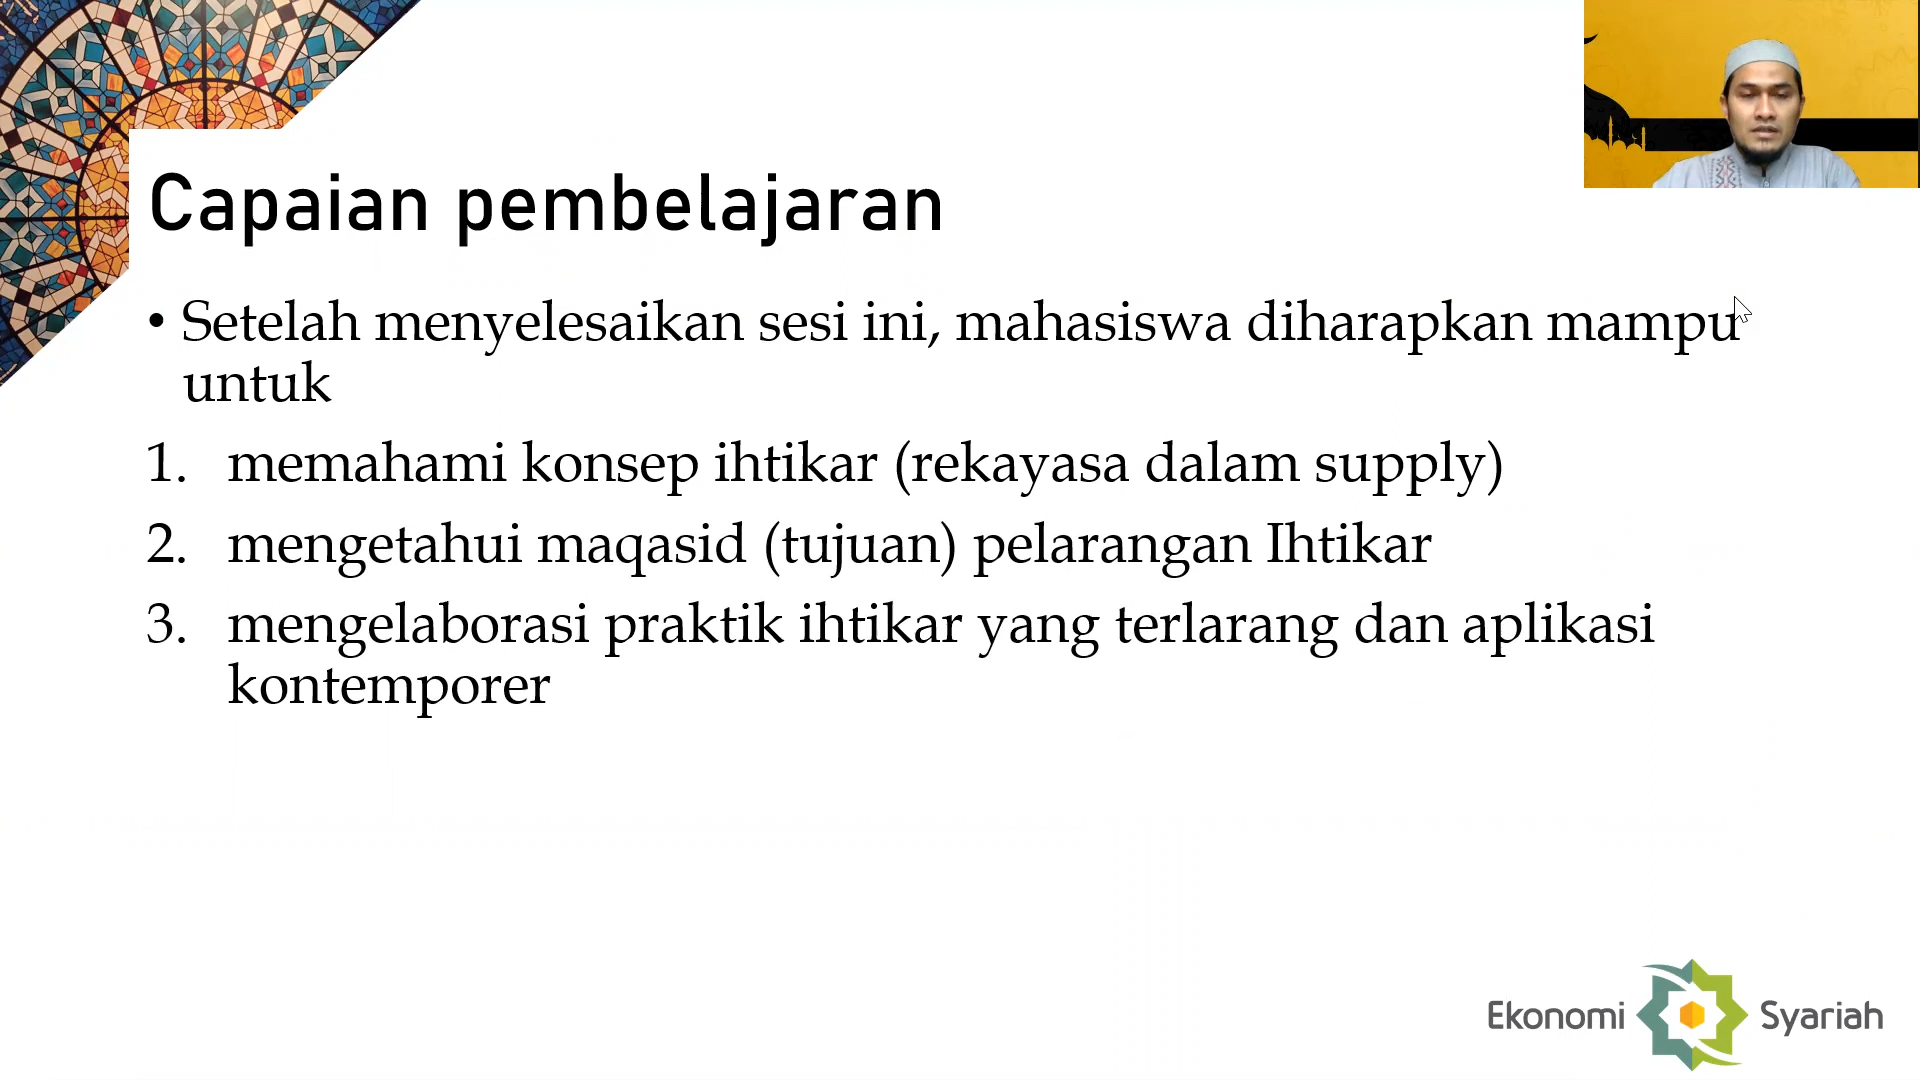 Capaian pembelajaran
• Setelah menyelesaikan sesi ini, mahasiswa diharapkan mampu
untuk
1. memahami konsep ihtikar (rekayasa dalam supply)
2. mengetahui maqasid (tujuan) pelarangan Ihtikar
3. mengelaborasi praktik ihtikar yang terlarang dan aplikasi
kontemporer
Ekonomi Syariah